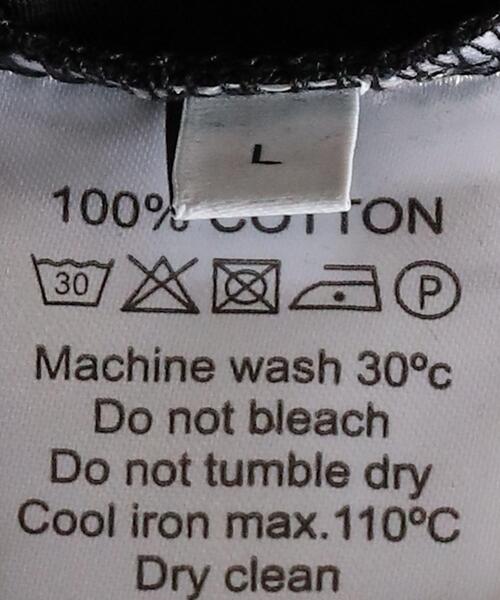 L
100% COTTON
30 P
Machine wash 30ºc
Do not bleach
Do not tumble dry
Cool iron max.110ºC
Dry clean